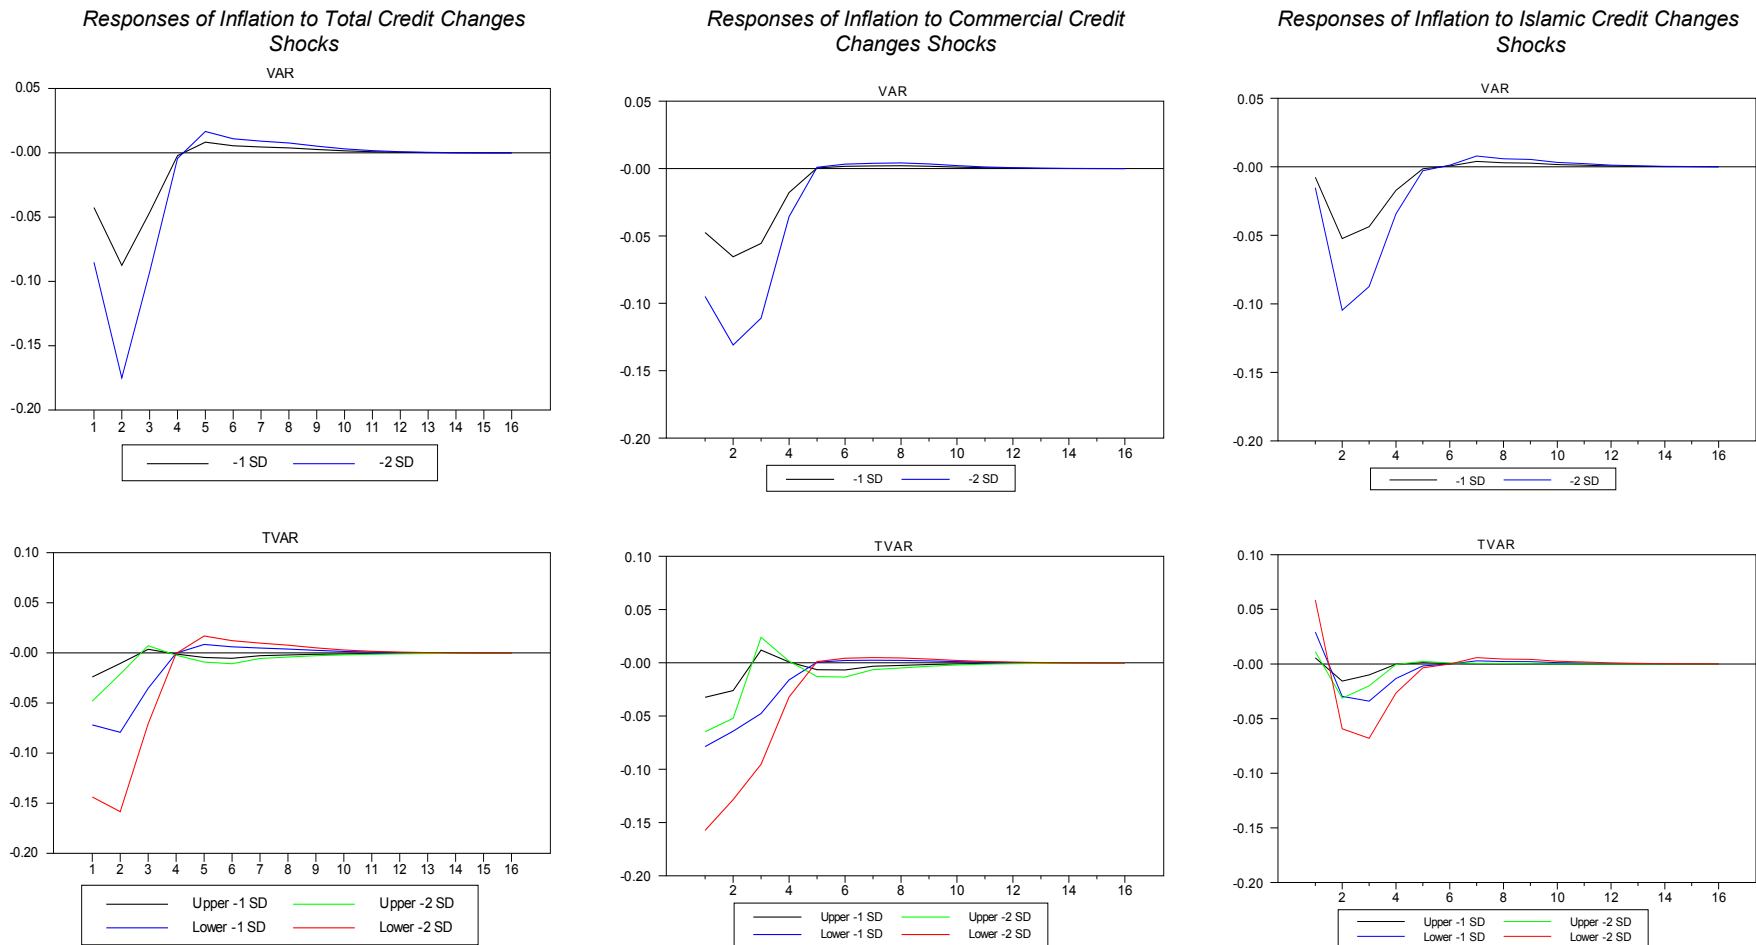 Responses of Inflation to Total Credit Changes
Shocks
VAR
0.05
-0.00
-0.05
-0.10
-0.15
-0.20
1 2 3 4 5 6 7 8 9 10 11 12 13 14 15 16
-1 SD -2 SD
Responses of Inflation to Commercial Credit
Changes Shocks
VAR
0.05
-0.00
-0.05
-0.10
-0.15
-0.20
2 4 6 8 10 12 14 16
-1 SD -2 SD
Responses of Inflation to Islamic Credit Changes
Shocks
VAR
0.05
-0.00
-0.05
-0.10
-0.15
-0.20
2 4 6 8 10 12 14 16
-1 SD -2 SD
TVAR
0.10
0.05
-0.00
-0.05
-0.10
-0.15
-0.20
1 2 3 4 5 6 7 8 9 10 11 12 13 14 15 16
Upper -1 SD Upper -2 SD
Lower -1 SD Lower -2 SD
TVAR
0.10
0.05
-0.00
-0.05
-0.10
-0.15
-0.20
2 4 6 8 10 12 14 16
Upper -1 SD Upper -2 SD
Lower -1 SD Lower -2 SD
TVAR
0.10
0.05
-0.00
-0.05
-0.10
-0.15
-0.20
2 4 6 8 10 12 14 16
Upper -1 SD Upper -2 SD
Lower -1 SD Lower -2 SD